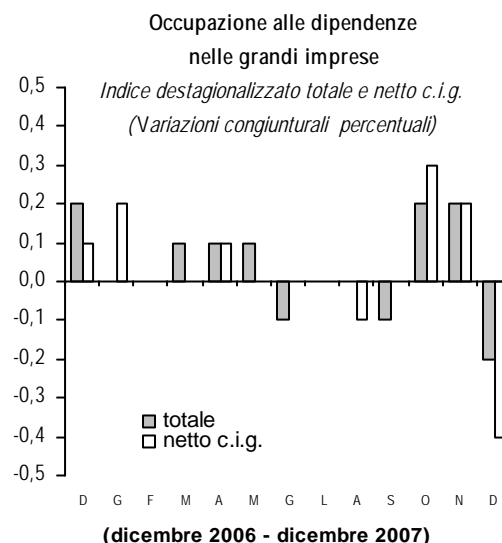 Occupazione alle dipendenze
nelle grandi imprese
Indice destagionalizzato totale e netto c.i.g.
(Variazioni congiunturali percentuali)
0,5
0,4
0,3
0,2
0,1
0,0
-0,1
-0,2
-0,3
-0,4
-0,5
totale
netto c.i.g.
D G F M A M G L A S O N D
(dicembre 2006 - dicembre 2007)